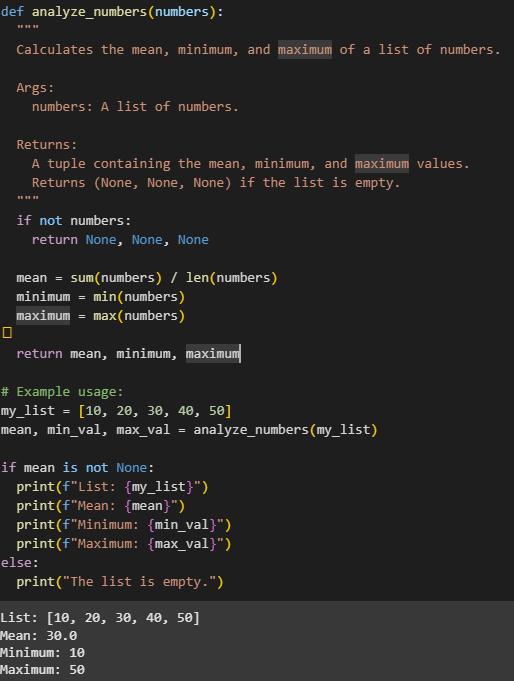 def analyze_numbers(numbers):
  """
  Calculates the mean, minimum, and maximum of a list of numbers.

  Args:
    numbers: A list of numbers.

  Returns:
    A tuple containing the mean, minimum, and maximum values.
    Returns (None, None, None) if the list is empty.
  """
  if not numbers:
    return None, None, None

  mean = sum(numbers) / len(numbers)
  minimum = min(numbers)
  maximum = max(numbers)

  return mean, minimum, maximum

# Example usage:
my_list = [10, 20, 30, 40, 50]
mean, min_val, max_val = analyze_numbers(my_list)

if mean is not None:
  print(f"List: {my_list}")
  print(f"Mean: {mean}")
  print(f"Minimum: {min_val}")
  print(f"Maximum: {max_val}")
else:
  print("The list is empty.")

List: [10, 20, 30, 40, 50]
Mean: 30.0
Minimum: 10
Maximum: 50